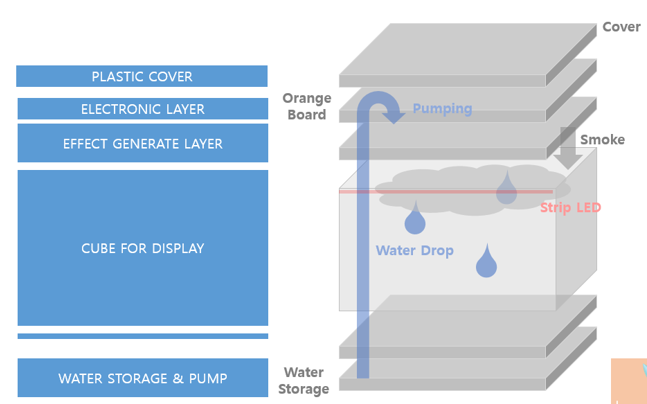 PLASTIC COVER
ELECTRONIC LAYER
EFFECT GENERATE LAYER
CUBE FOR DISPLAY
WATER STORAGE & PUMP
Cover
Orange
Board
Pumping
Smoke
Strip LED
Water Drop
Water
Storage